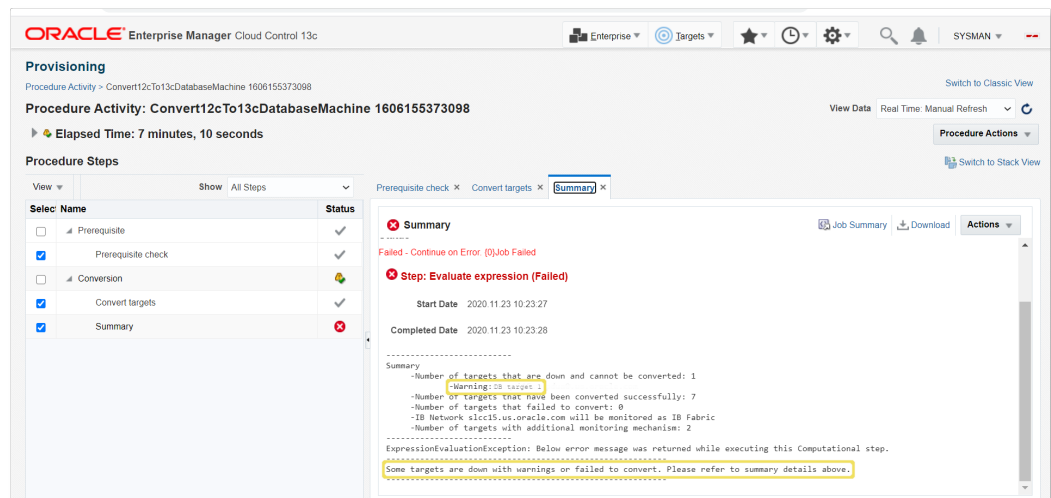 ORACLE Enterprise Manager Cloud Control 13c
Enterprise
Targets
SYSMAN
Provisioning
Procedure Activity > Convert12cTo13cDatabaseMachine 1606155373098
Switch to Classic View
Procedure Activity: Convert12cTo13cDatabaseMachine 1606155373098
View Data Real Time: Manual Refresh
Elapsed Time: 7 minutes, 10 seconds
Procedure Actions
Procedure Steps
Switch to Stack View
View Show All Steps
Prerequisite check × Convert targets × Summary ×
Selec Name Status
Prerequisite
Prerequisite check
Conversion
Convert targets
Summary
Summary
Job Summary Download Actions
Failed - Continue on Error. {0}Job Failed
Step: Evaluate expression (Failed)
Start Date 2020.11.23 10:23:27
Completed Date 2020.11.23 10:23:28
-------------------------
Summary
-Number of targets that are down and cannot be converted: 1
-Warning:DB target 1
-Number of targets that have been converted successfully: 7
-Number of targets that failed to convert: 0
-IB Network slcc15.us.oracle.com will be monitored as IB Fabric
-Number of targets with additional monitoring mechanism: 2
-------------------------
ExpressionEvaluationException: Below error message was returned while executing this Computational step.
--------------------------------------------------------
Some targets are down with warnings or failed to convert. Please refer to summary details above.
--------------------------------------------------------